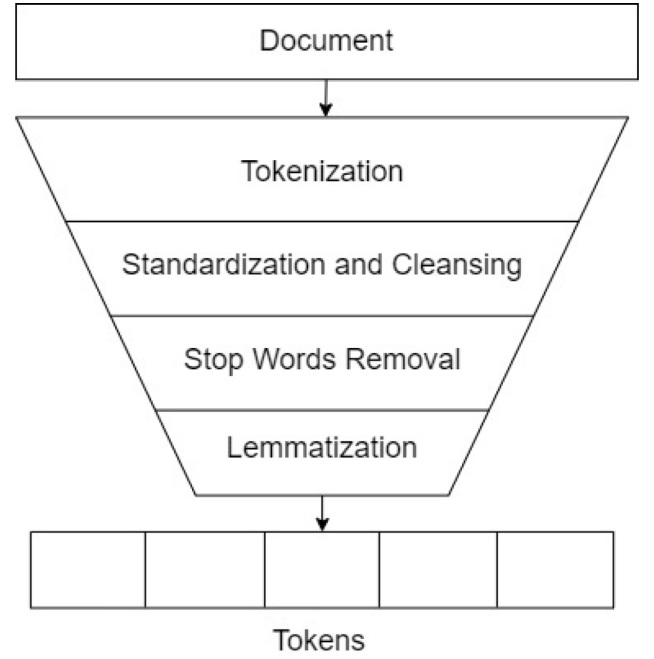 Document
Tokenization
Standardization and Cleansing
Stop Words Removal
Lemmatization
Tokens